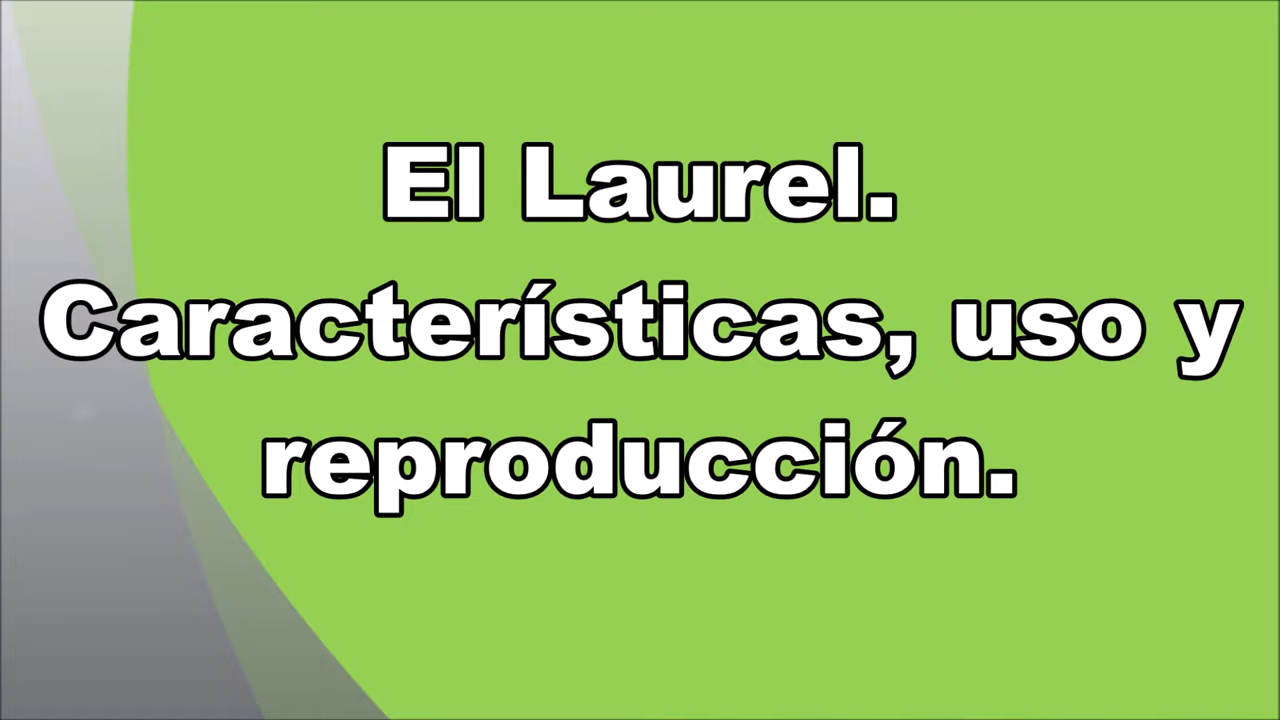 El Laurel.
Características, uso y
reproducción.